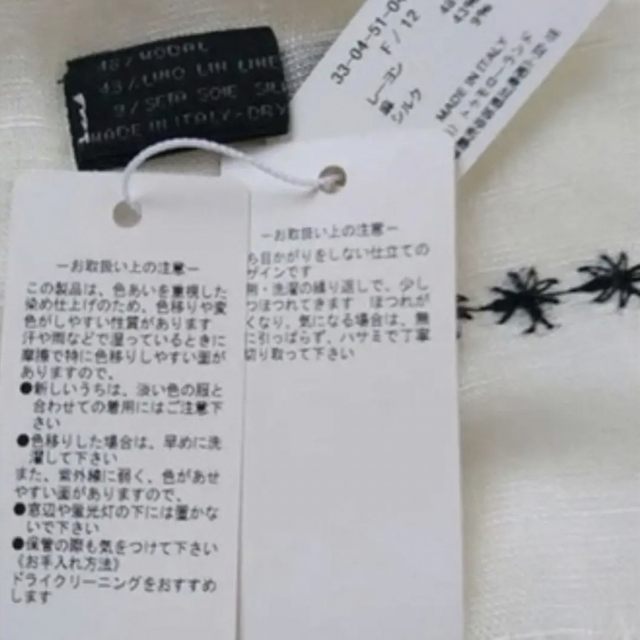 45/MODAL
43/LINO LIN LINE
9/SETA SOIE SIL
MADE IN ITALY-DRY
33-04-51-0
F/12
レーヨン
麻
シルク
MADE IN ITALY
トゥモローランド
—お取扱い上の注意—
この製品は、色あいを重視した
染め仕上げのため、色移りや変
色がしやすい性質があります
汗や雨などで湿っているときに
摩擦で特に色移りしやすい面が
ありますので、
●新しいうちは、淡い色の服と
合わせての着用にはご注意下
さい
●色移りした場合は、早めに洗
濯して下さい
また、紫外線に弱く、色があせ
やすい面がありますので、
●窓辺や蛍光灯の下には置かな
いで下さい
●保管の際も気をつけて下さい
《お手入れ方法》
ドライクリーニングをおすすめ
します
—お取扱い上の注意—
ち目かがりをしない仕立ての
ザインです
用・洗濯の繰り返しで、少し
つほつれてきます ほつれが
くなり、気になる場合は、無
に引っぱらず、ハサミで丁寧
切り取って下さい